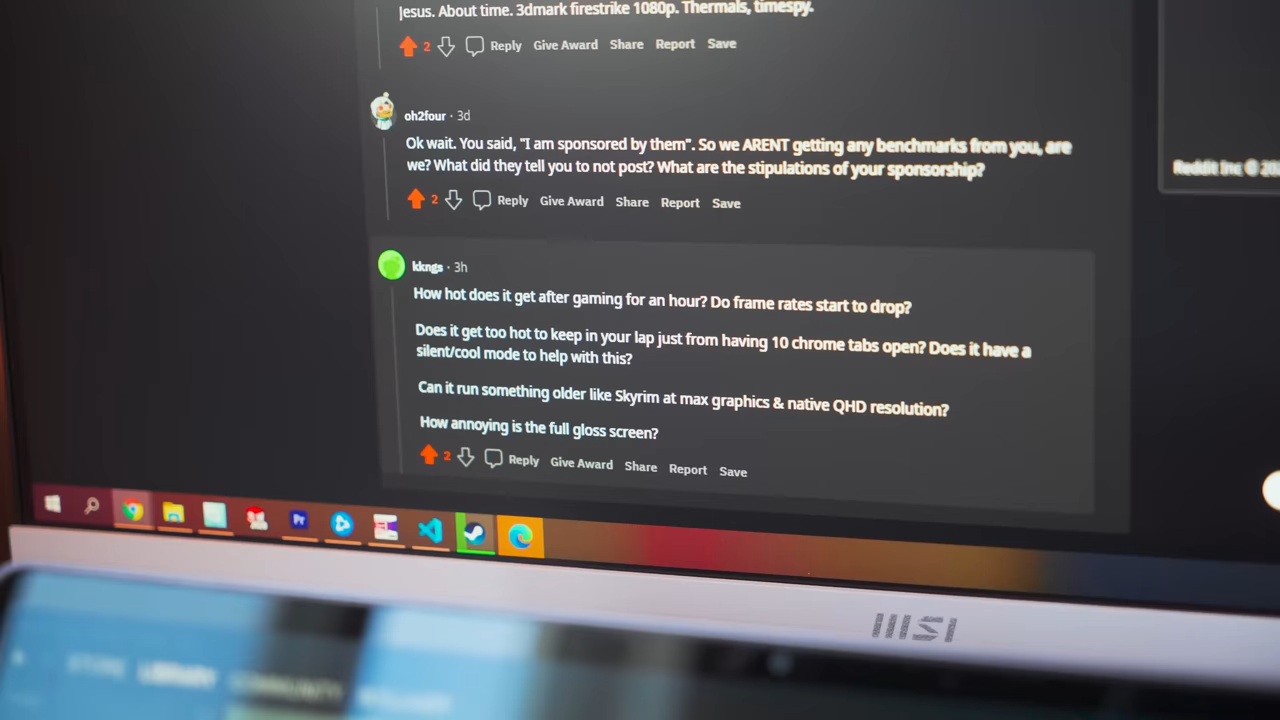 Jesus. About time. 3dmark firestrike 1080p. Thermals, timespy.
2 Reply Give Award Share Report Save
oh2four · 3d
Ok wait. You said, "I am sponsored by them". So we ARENT getting any benchmarks from you, are
we? What did they tell you to not post? What are the stipulations of your sponsorship?
2 Reply Give Award Share Report Save
Reddit Inc ©
kkngs · 3h
How hot does it get after gaming for an hour? Do frame rates start to drop?
Does it get too hot to keep in your lap just from having 10 chrome tabs open? Does it have a
silent/cool mode to help with this?
Can it run something older like Skyrim at max graphics & native QHD resolution?
How annoying is the full gloss screen?
2 Reply Give Award Share Report Save
Pr
STORE LIBRARY COMMUNITY